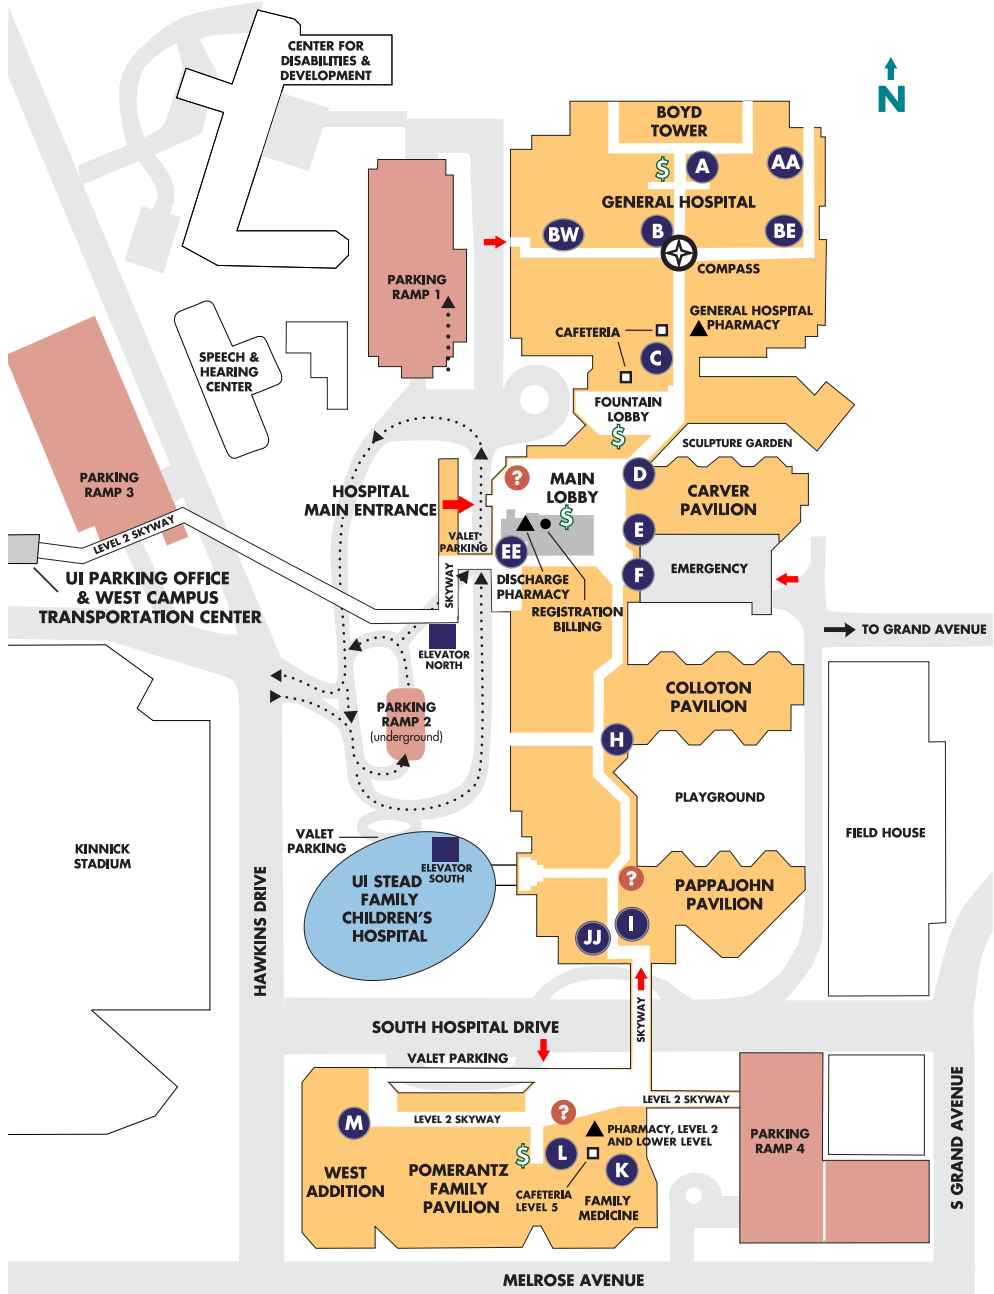 CENTER FOR
DISABILITIES &
DEVELOPMENT
N
BOYD
TOWER
$
A
AA
GENERAL HOSPITAL
BW
B
BE
COMPASS
PARKING
RAMP 1
GENERAL HOSPITAL
PHARMACY
CAFETERIA
C
SPEECH &
HEARING
CENTER
FOUNTAIN
LOBBY
$
SCULPTURE GARDEN
PARKING
RAMP 3
HOSPITAL
MAIN ENTRANCE
?
MAIN
LOBBY
$
D
CARVER
PAVILION
LEVEL 2 SKYWAY
VALET
PARKING
EE
E
F
EMERGENCY
UI PARKING OFFICE
& WEST CAMPUS
TRANSPORTATION CENTER
SKYWAY
DISCHARGE
PHARMACY
REGISTRATION
BILLING
TO GRAND AVENUE
ELEVATOR
NORTH
COLLOTON
PAVILION
PARKING
RAMP 2
(underground)
H
PLAYGROUND
KINNICK
STADIUM
VALET
PARKING
FIELD HOUSE
ELEVATOR
SOUTH
UI STEAD
FAMILY
CHILDREN'S
HOSPITAL
?
PAPPAJOHN
PAVILION
JJ
I
HAWKINS DRIVE
SOUTH HOSPITAL DRIVE
SKYWAY
VALET PARKING
LEVEL 2 SKYWAY
M
LEVEL 2 SKYWAY
?
PHARMACY, LEVEL 2
AND LOWER LEVEL
PARKING
RAMP 4
S GRAND AVENUE
WEST
ADDITION
POMERANTZ
FAMILY
PAVILION
$
L
K
CAFETERIA
LEVEL 5
FAMILY
MEDICINE
MELROSE AVENUE